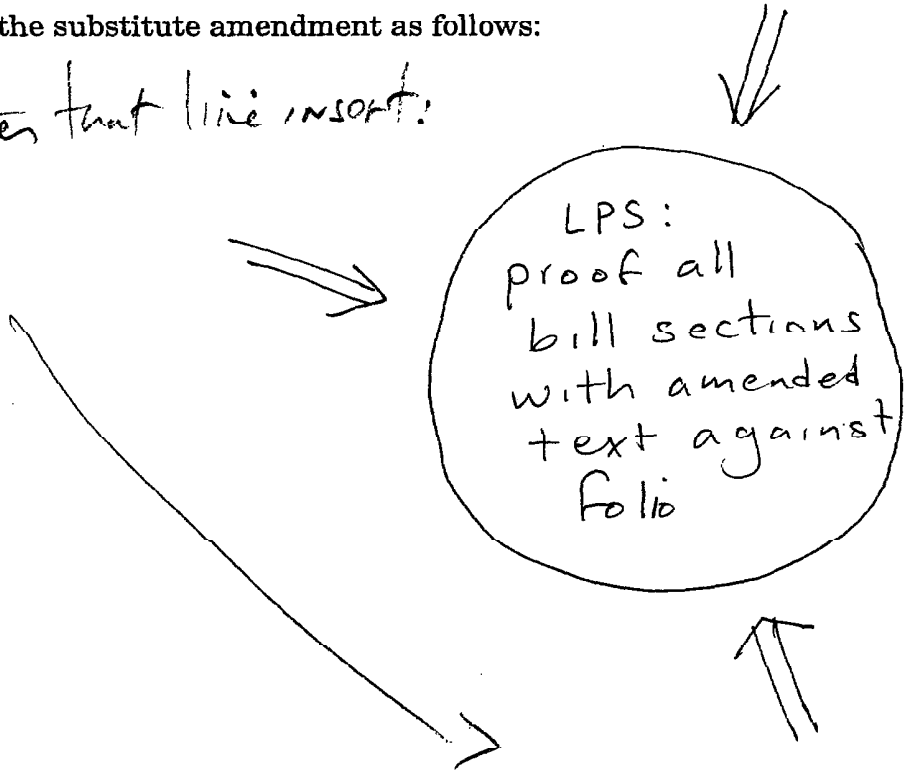 the substitute amendment as follows:
that line insert:
LPS:
proof all
bill sections
with amended
text against
folio